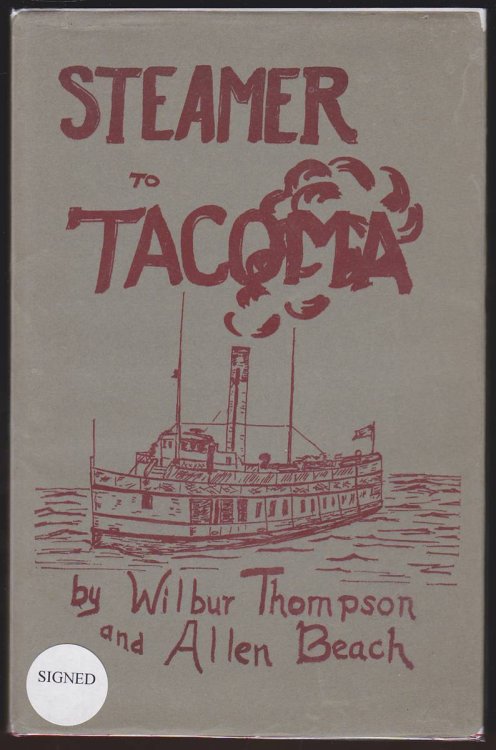 STEAMER
TO
TACOMA
by Wilbur Thompson
and Allen Beach
SIGNED